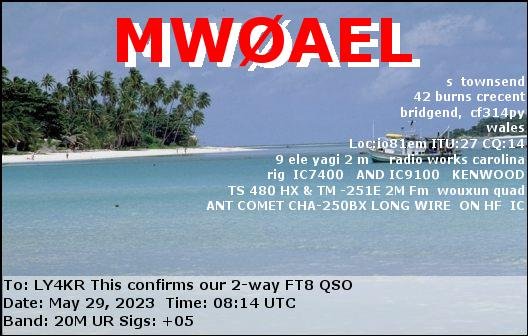 MWØAEL
s townsend
42 burns crecent
bridgend, cf314py
wales
Loc;io81em ITU:27 CQ:14
9 ele yagi 2 m radio works carolina
rig IC7400 AND IC9100 KENWOOD
TS 480 HX & TM -251E 2M Fm wouxun quad
ANT COMET CHA-250BX LONG WIRE ON HF IC
To: LY4KR This confirms our 2-way FT8 QSO
Date: May 29, 2023 Time: 08:14 UTC
Band: 20M UR Sigs: +05